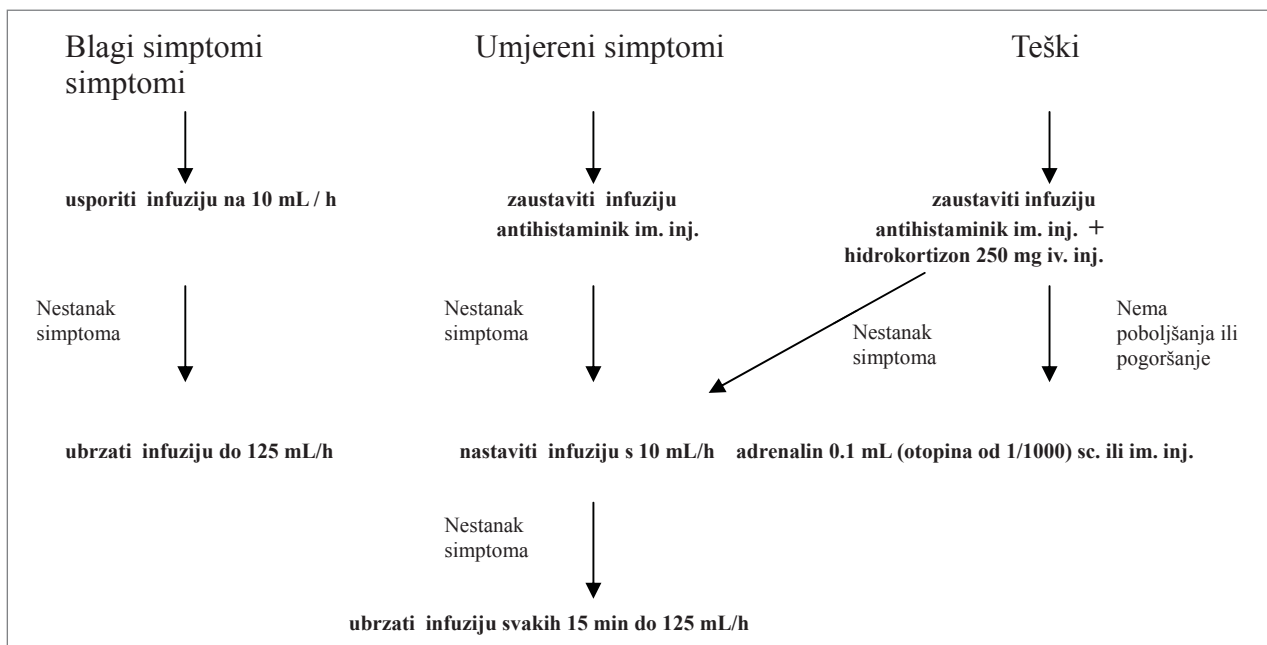 Blagi simptomi
simptomi
Umjereni simptomi
Teški
usporiti infuziju na 10 mL / h
zaustaviti infuziju
antihistaminik im. inj.
zaustaviti infuziju
antihistaminik im. inj. +
hidrokortizon 250 mg iv. inj.
Nestanak
simptoma
Nestanak
simptoma
Nestanak
simptoma
Nema
poboljšanja ili
pogoršanje
ubrzati infuziju do 125 mL/h
nastaviti infuziju s 10 mL/h
adrenalin 0.1 mL (otopina od 1/1000) sc. ili im. inj.
Nestanak
simptoma
ubrzati infuziju svakih 15 min do 125 mL/h